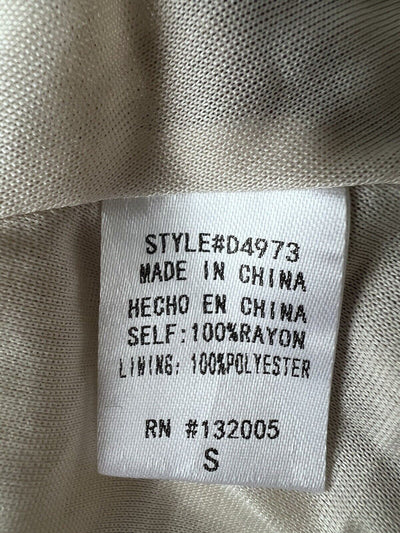 STYLE#D4973
MADE IN CHINA
HECHO EN CHINA
SELF:100%RAYON
LINING: 100%POLYESTER
RN #132005
S